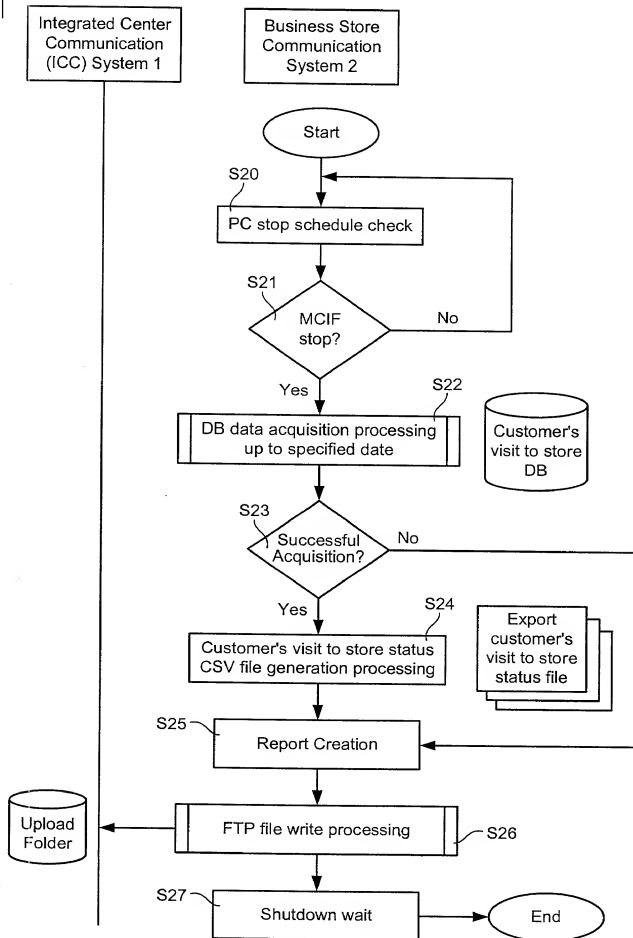 Integrated Center
Communication
(ICC) System 1
Business Store
Communication
System 2
Start
S20
PC stop schedule check
S21
MCIF
stop?
No
Yes
S22
DB data acquisition processing
up to specified date
Customer's
visit to store
DB
S23
Successful
Acquisition?
No
Yes
S24
Customer's visit to store status
CSV file generation processing
Export
customer's
visit to store
status file
S25
Report Creation
Upload
Folder
FTP file write processing
S26
S27
Shutdown wait
End